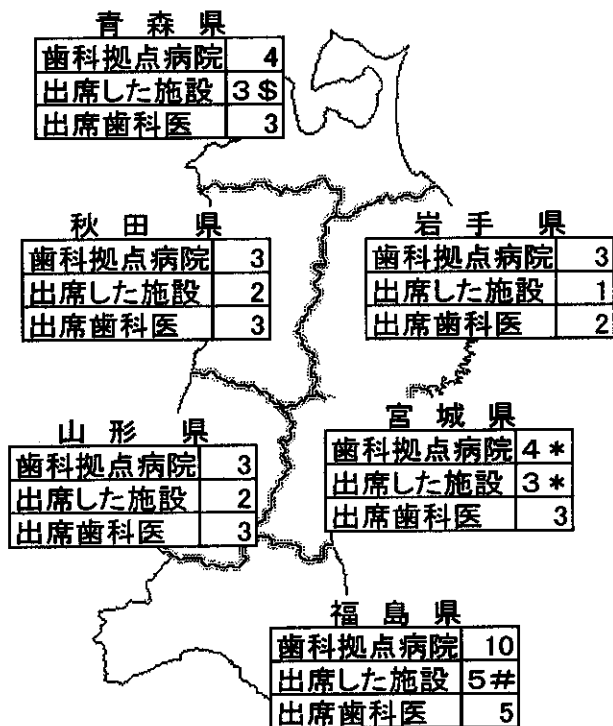 青森県
歯科拠点病院 4
出席した施設 3$
出席歯科医 3
秋田県
歯科拠点病院 3
出席した施設 2
出席歯科医 3
岩手県
歯科拠点病院 3
出席した施設 1
出席歯科医 2
山形県
歯科拠点病院 3
出席した施設 2
出席歯科医 3
宮城県
歯科拠点病院 4*
出席した施設 3*
出席歯科医 3
福島県
歯科拠点病院 10
出席した施設 5#
出席歯科医 5